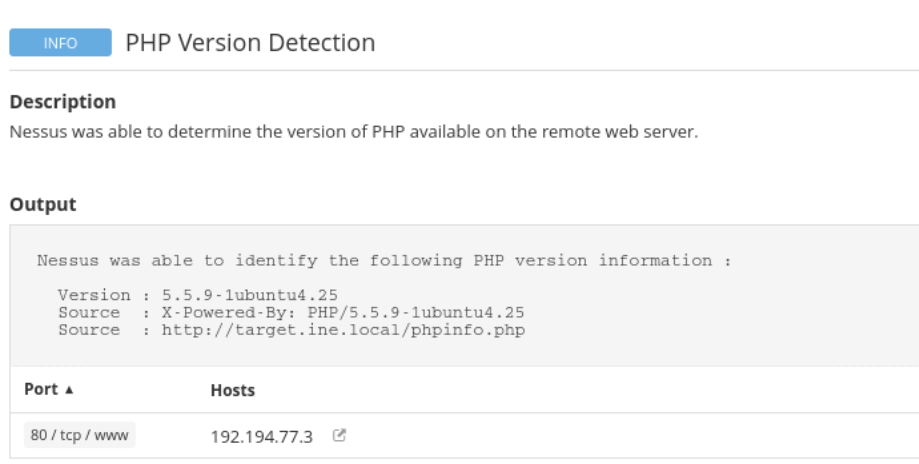 INFO PHP Version Detection
Description
Nessus was able to determine the version of PHP available on the remote web server.
Output
Nessus was able to identify the following PHP version information :
Version : 5.5.9-1ubuntu4.25
Source : X-Powered-By: PHP/5.5.9-1ubuntu4.25
Source : http://target.ine.local/phpinfo.php
Port ▲ Hosts
80 / tcp / www 192.194.77.3